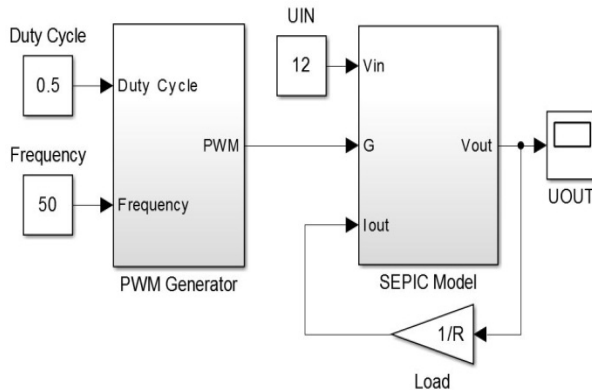 Duty Cycle
0.5
Duty Cycle
Frequency
50
Frequency
PWM
PWM Generator
UIN
12
Vin
G
Iout
Vout
SEPIC Model
UOUT
1/R
Load